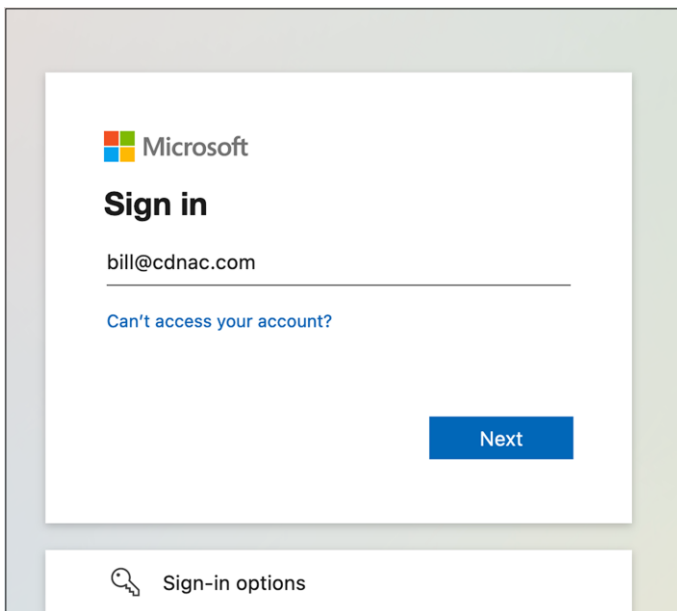 Microsoft
Sign in
bill@cdnac.com
Can't access your account?
Next
Sign-in options